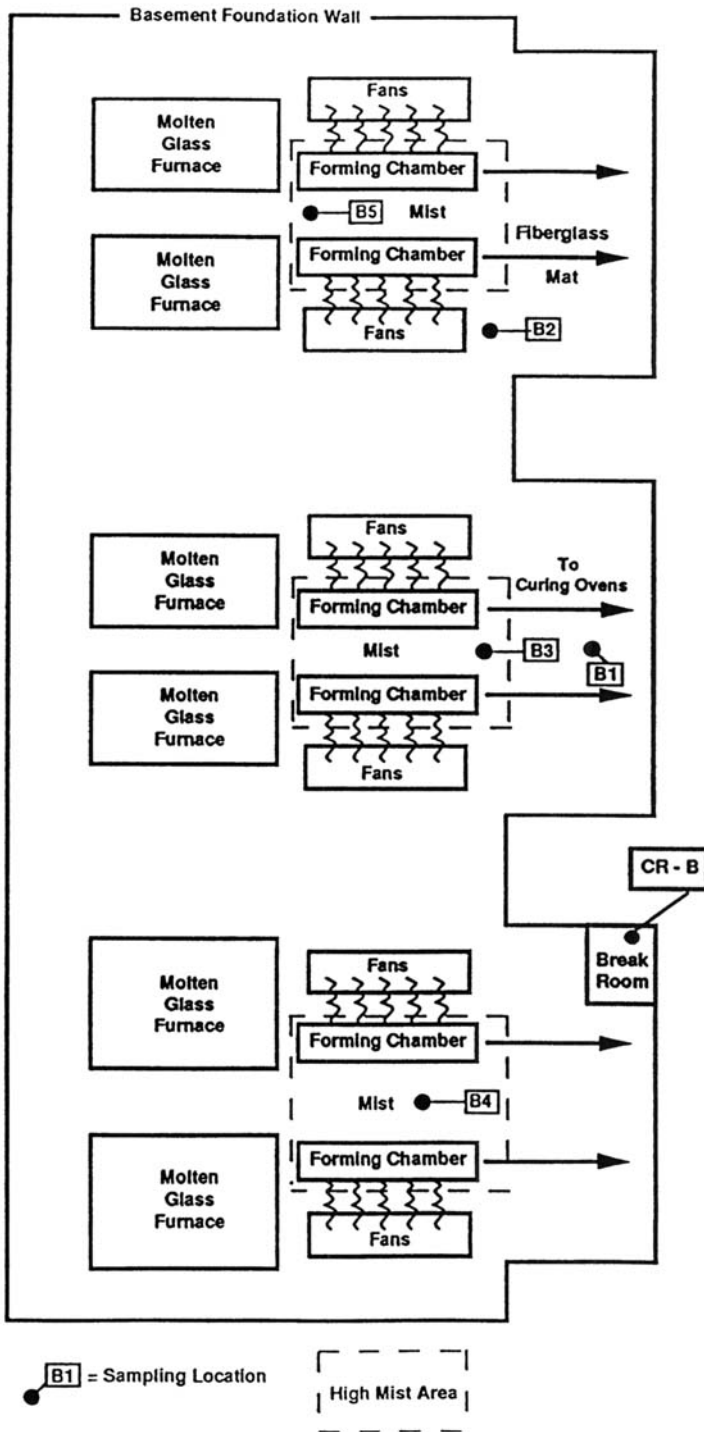 Basement Foundation Wall
Fans
Molten
Glass
Furnace
Forming Chamber
B5
Mist
Fiberglass
Mat
Molten
Glass
Furnace
Forming Chamber
Fans
B2
Fans
Molten
Glass
Furnace
To
Curing Ovens
Forming Chamber
Mist
B3
B1
Molten
Glass
Furnace
Forming Chamber
Fans
CR - B
Break
Room
Fans
Molten
Glass
Furnace
Forming Chamber
Mist
B4
Molten
Glass
Furnace
Forming Chamber
Fans
B1 = Sampling Location
High Mist Area